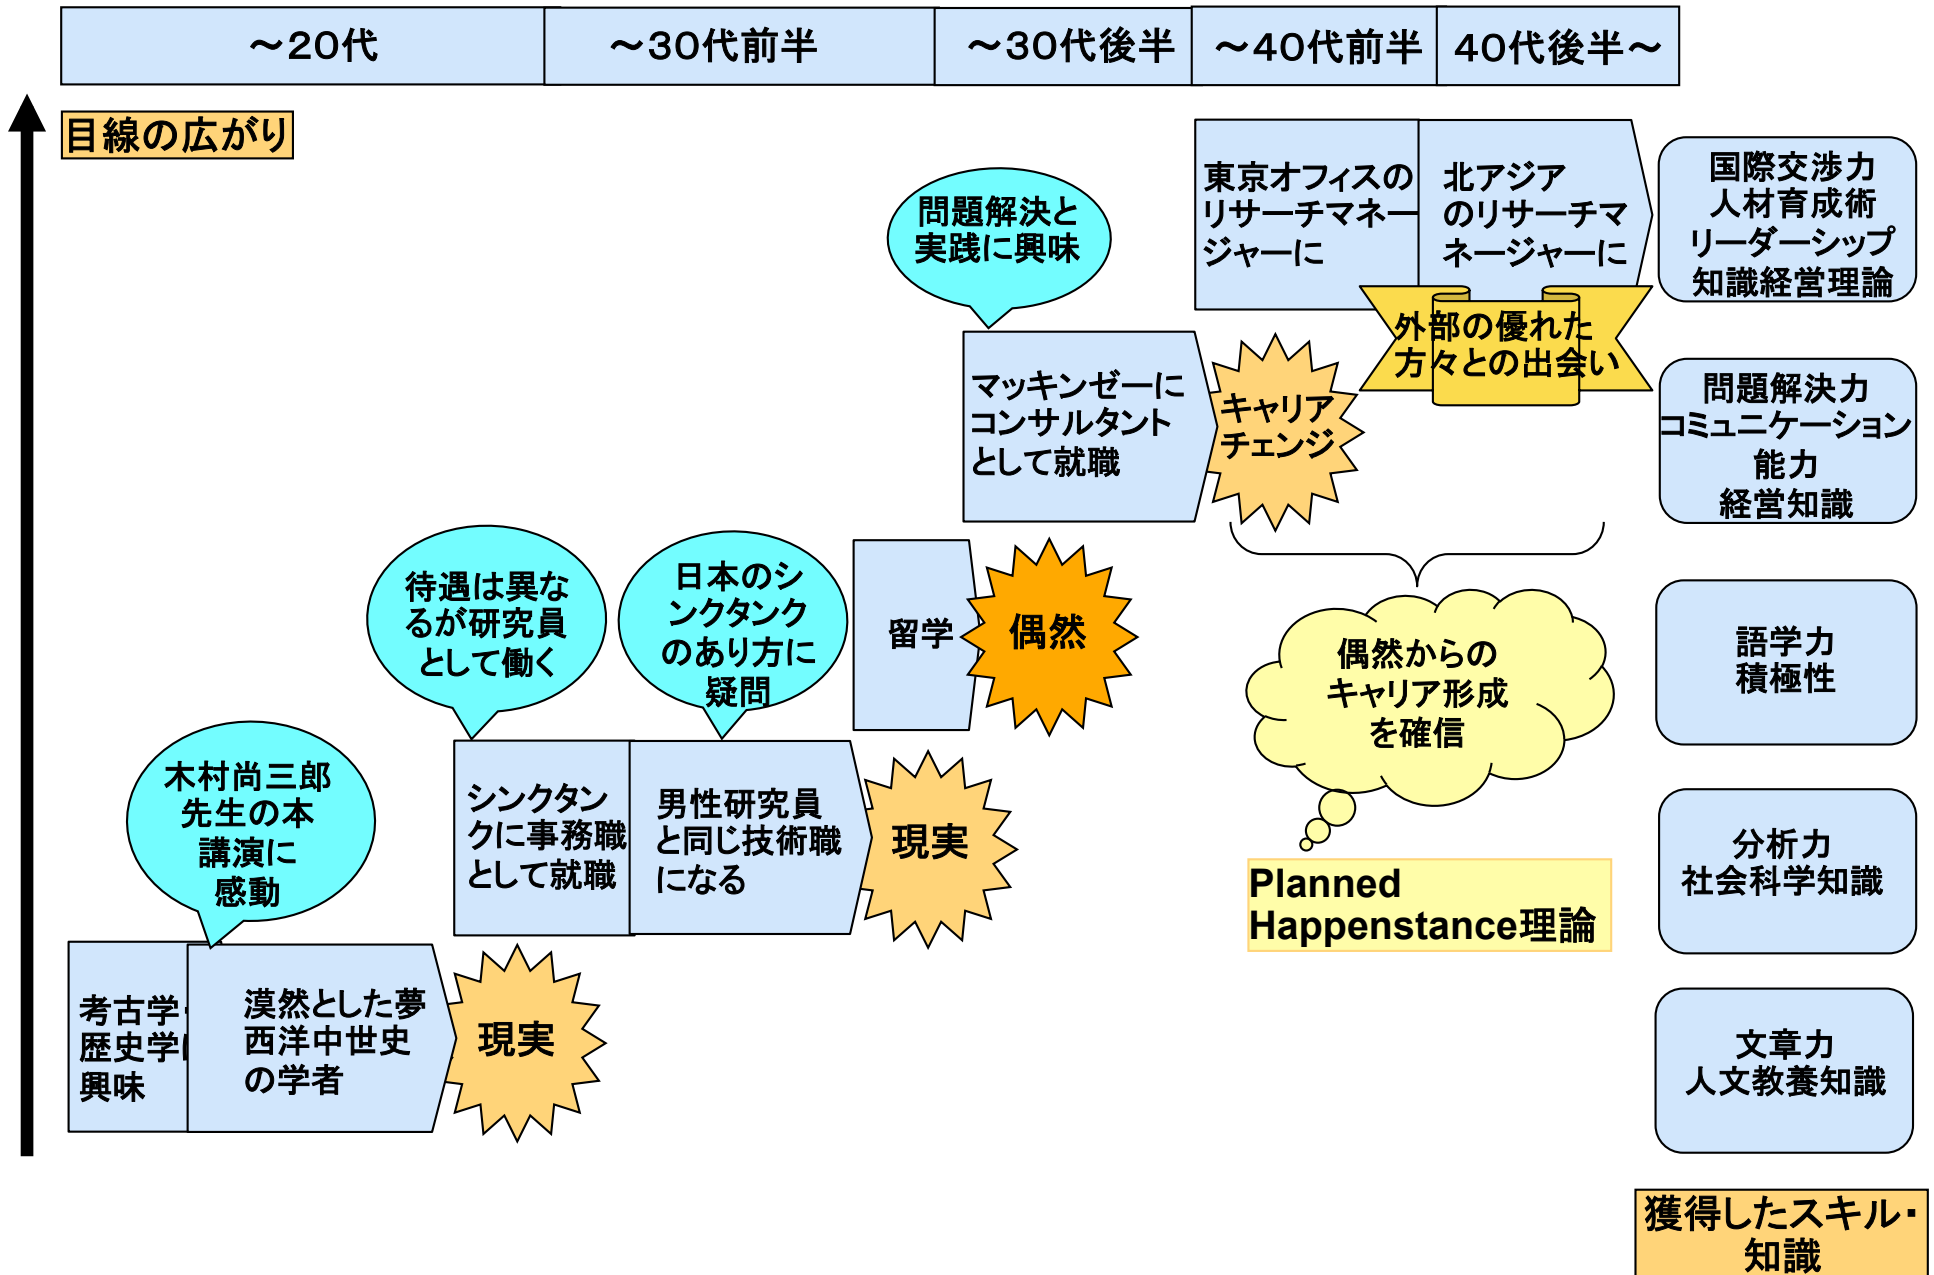 ～20代
～30代前半
～30代後半
～40代前半
40代後半～
目線の広がり
東京オフィスの
リサーチマネー
ジャーに
北アジア
のリサーチマ
ネージャーに
国際交渉力
人材育成術
リーダーシップ
知識経営理論
問題解決と
実践に興味
外部の優れた
方々との出会い
マッキンゼーに
コンサルタント
として就職
キャリア
チェンジ
問題解決力
コミュニケーション
能力
経営知識
待遇は異な
るが研究員
として働く
日本のシ
ンクタンク
のあり方に
疑問
留学
偶然
偶然からの
キャリア形成
を確信
語学力
積極性
木村尚三郎
先生の本
講演に
感動
シンクタン
クに事務職
として就職
男性研究員
と同じ技術職
になる
現実
Planned
Happenstance理論
分析力
社会科学知識
考古学・
歴史学に
興味
漠然とした夢
西洋中世史
の学者
現実
文章力
人文教養知識
獲得したスキル・
知識